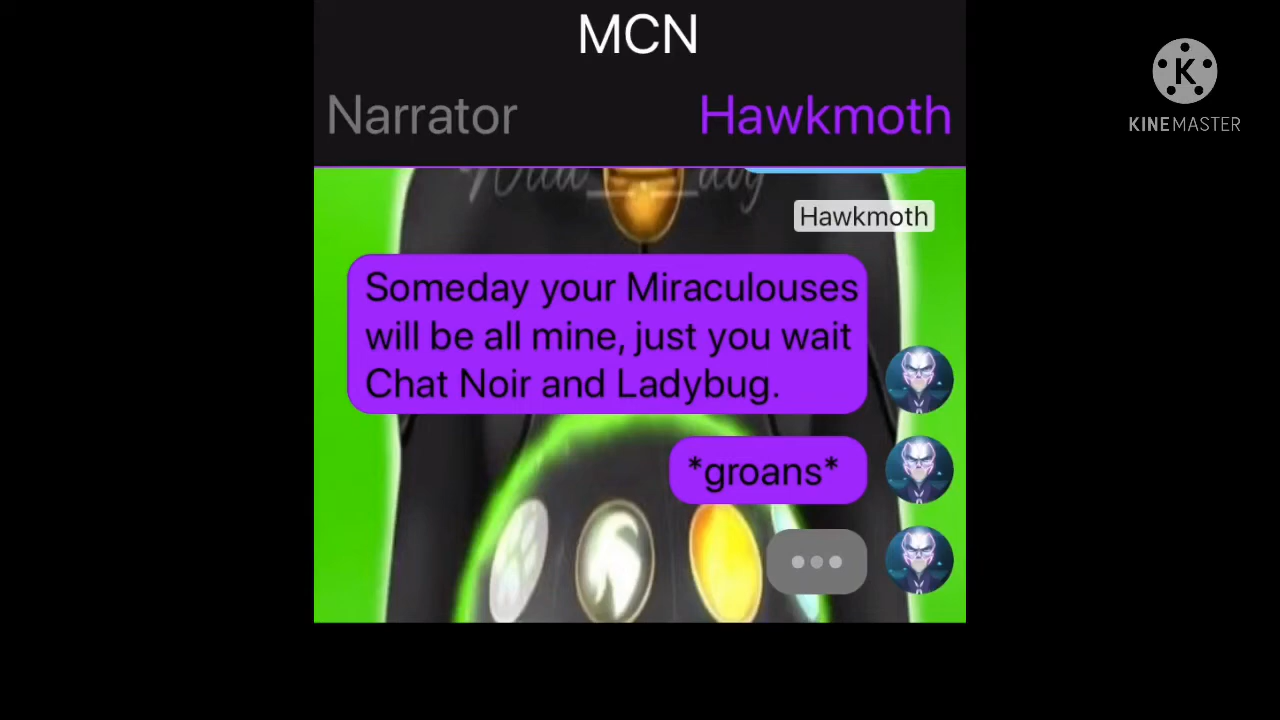 MCN
Narrator
Hawkmoth
K
KINEMASTER
Hawkmoth
Someday your Miraculouses
will be all mine, just you wait
Chat Noir and Ladybug.
*groans*